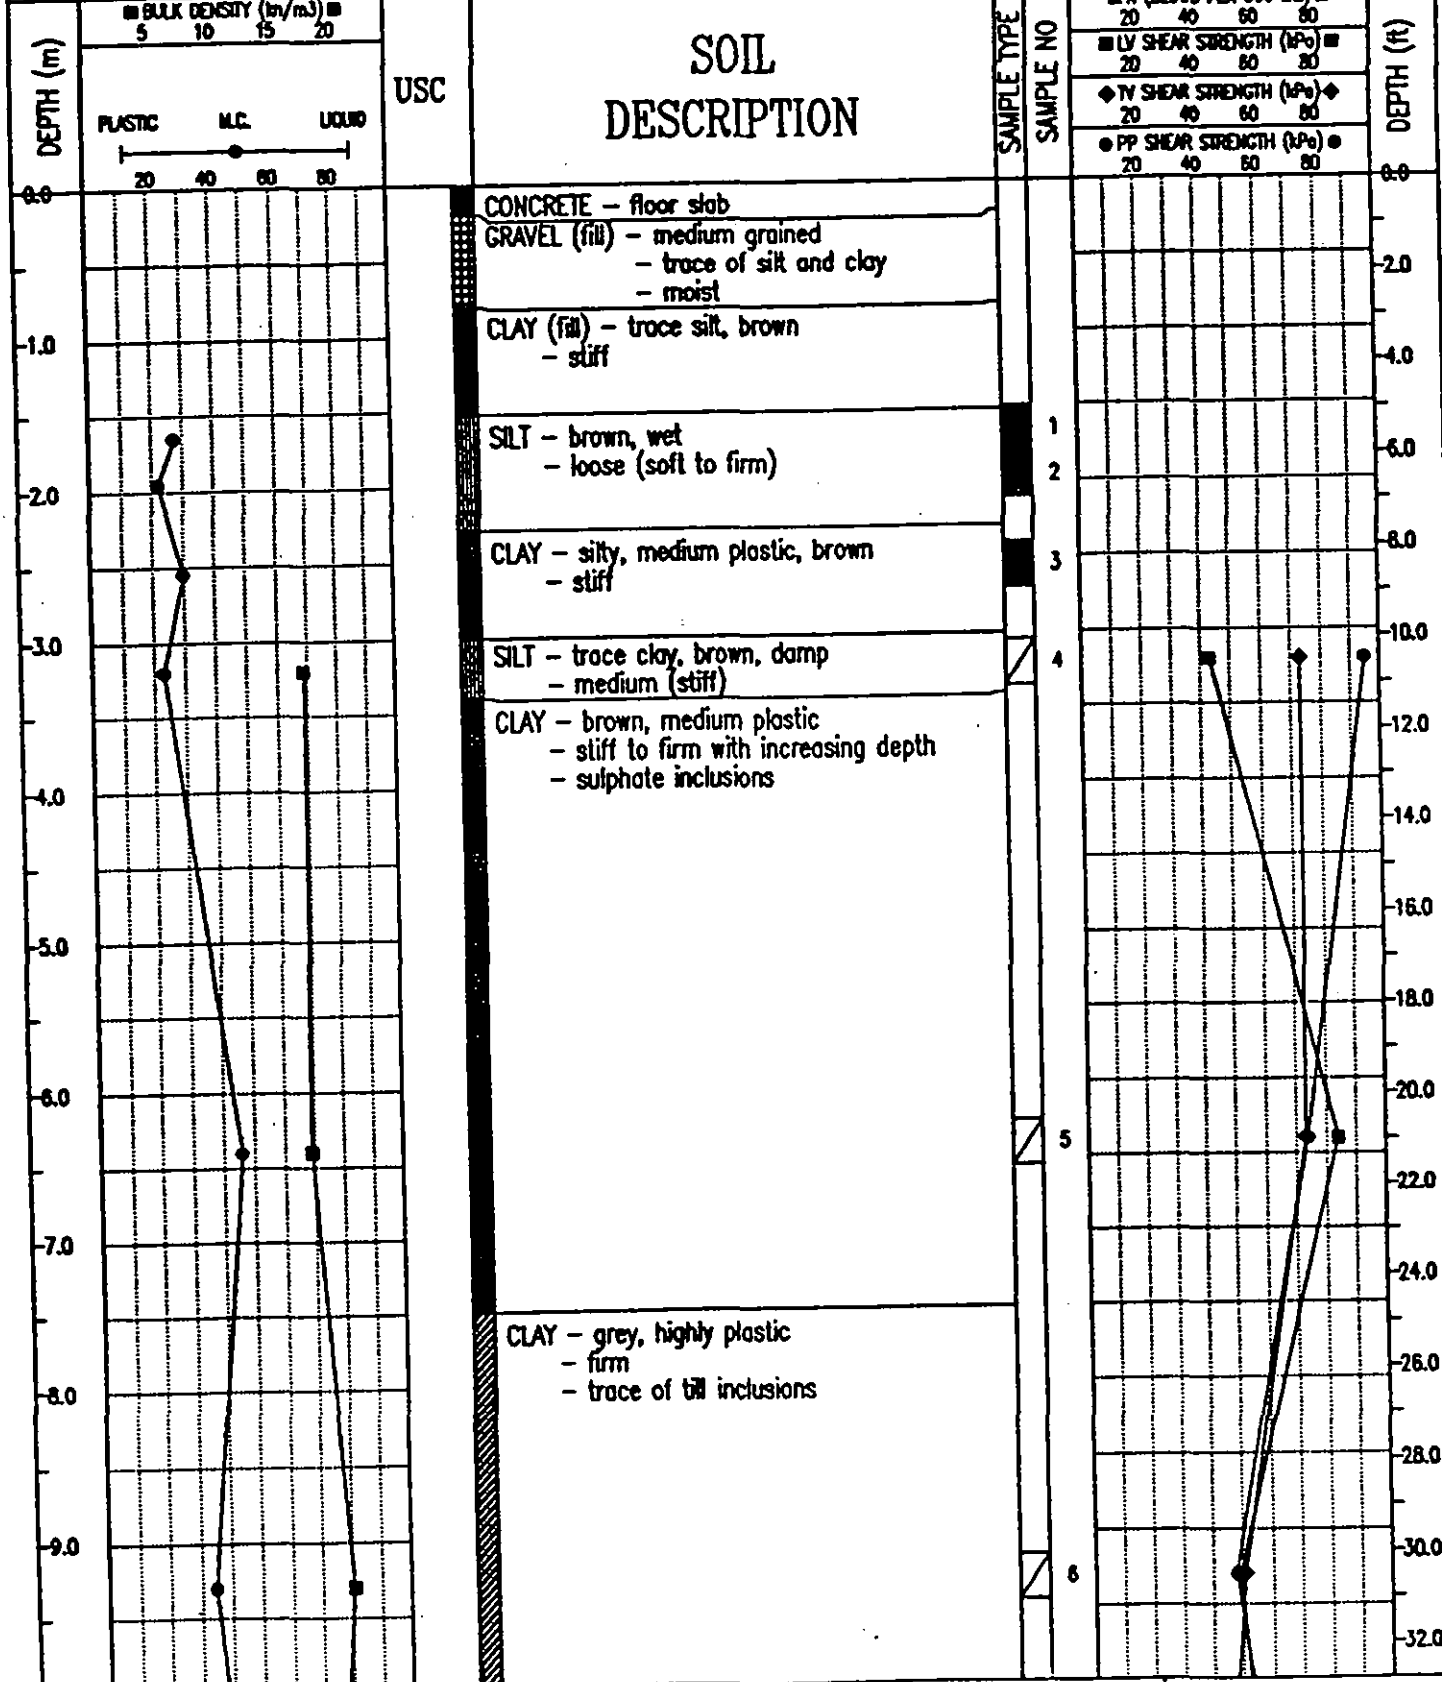 ■ BULK DENSITY (kn/m3) ■
5 10 15 20
DEPTH (m)
PLASTIC M.C. LIQUID
20 40 60 80
USC
SOIL
DESCRIPTION
SAMPLE TYPE
SAMPLE NO
20 40 60 80
■ LV SHEAR STRENGTH (kPa) ■
20 40 60 80
◆ TV SHEAR STRENGTH (kPa) ◆
20 40 60 80
● PP SHEAR STRENGTH (kPa) ●
20 40 60 80
DEPTH (ft)
0.0
0.0
CONCRETE – floor slab
GRAVEL (fill) – medium grained
– trace of silt and clay
– moist
2.0
CLAY (fill) – trace silt, brown
– stiff
1.0
4.0
SILT – brown, wet
– loose (soft to firm)
1
6.0
2
2.0
8.0
CLAY – silty, medium plastic, brown
– stiff
3
10.0
3.0
SILT – trace clay, brown, damp
– medium (stiff)
4
CLAY – brown, medium plastic
– stiff to firm with increasing depth
– sulphate inclusions
12.0
4.0
14.0
16.0
5.0
18.0
6.0
20.0
5
22.0
7.0
24.0
CLAY – grey, highly plastic
– firm
– trace of till inclusions
26.0
8.0
28.0
9.0
30.0
6
32.0